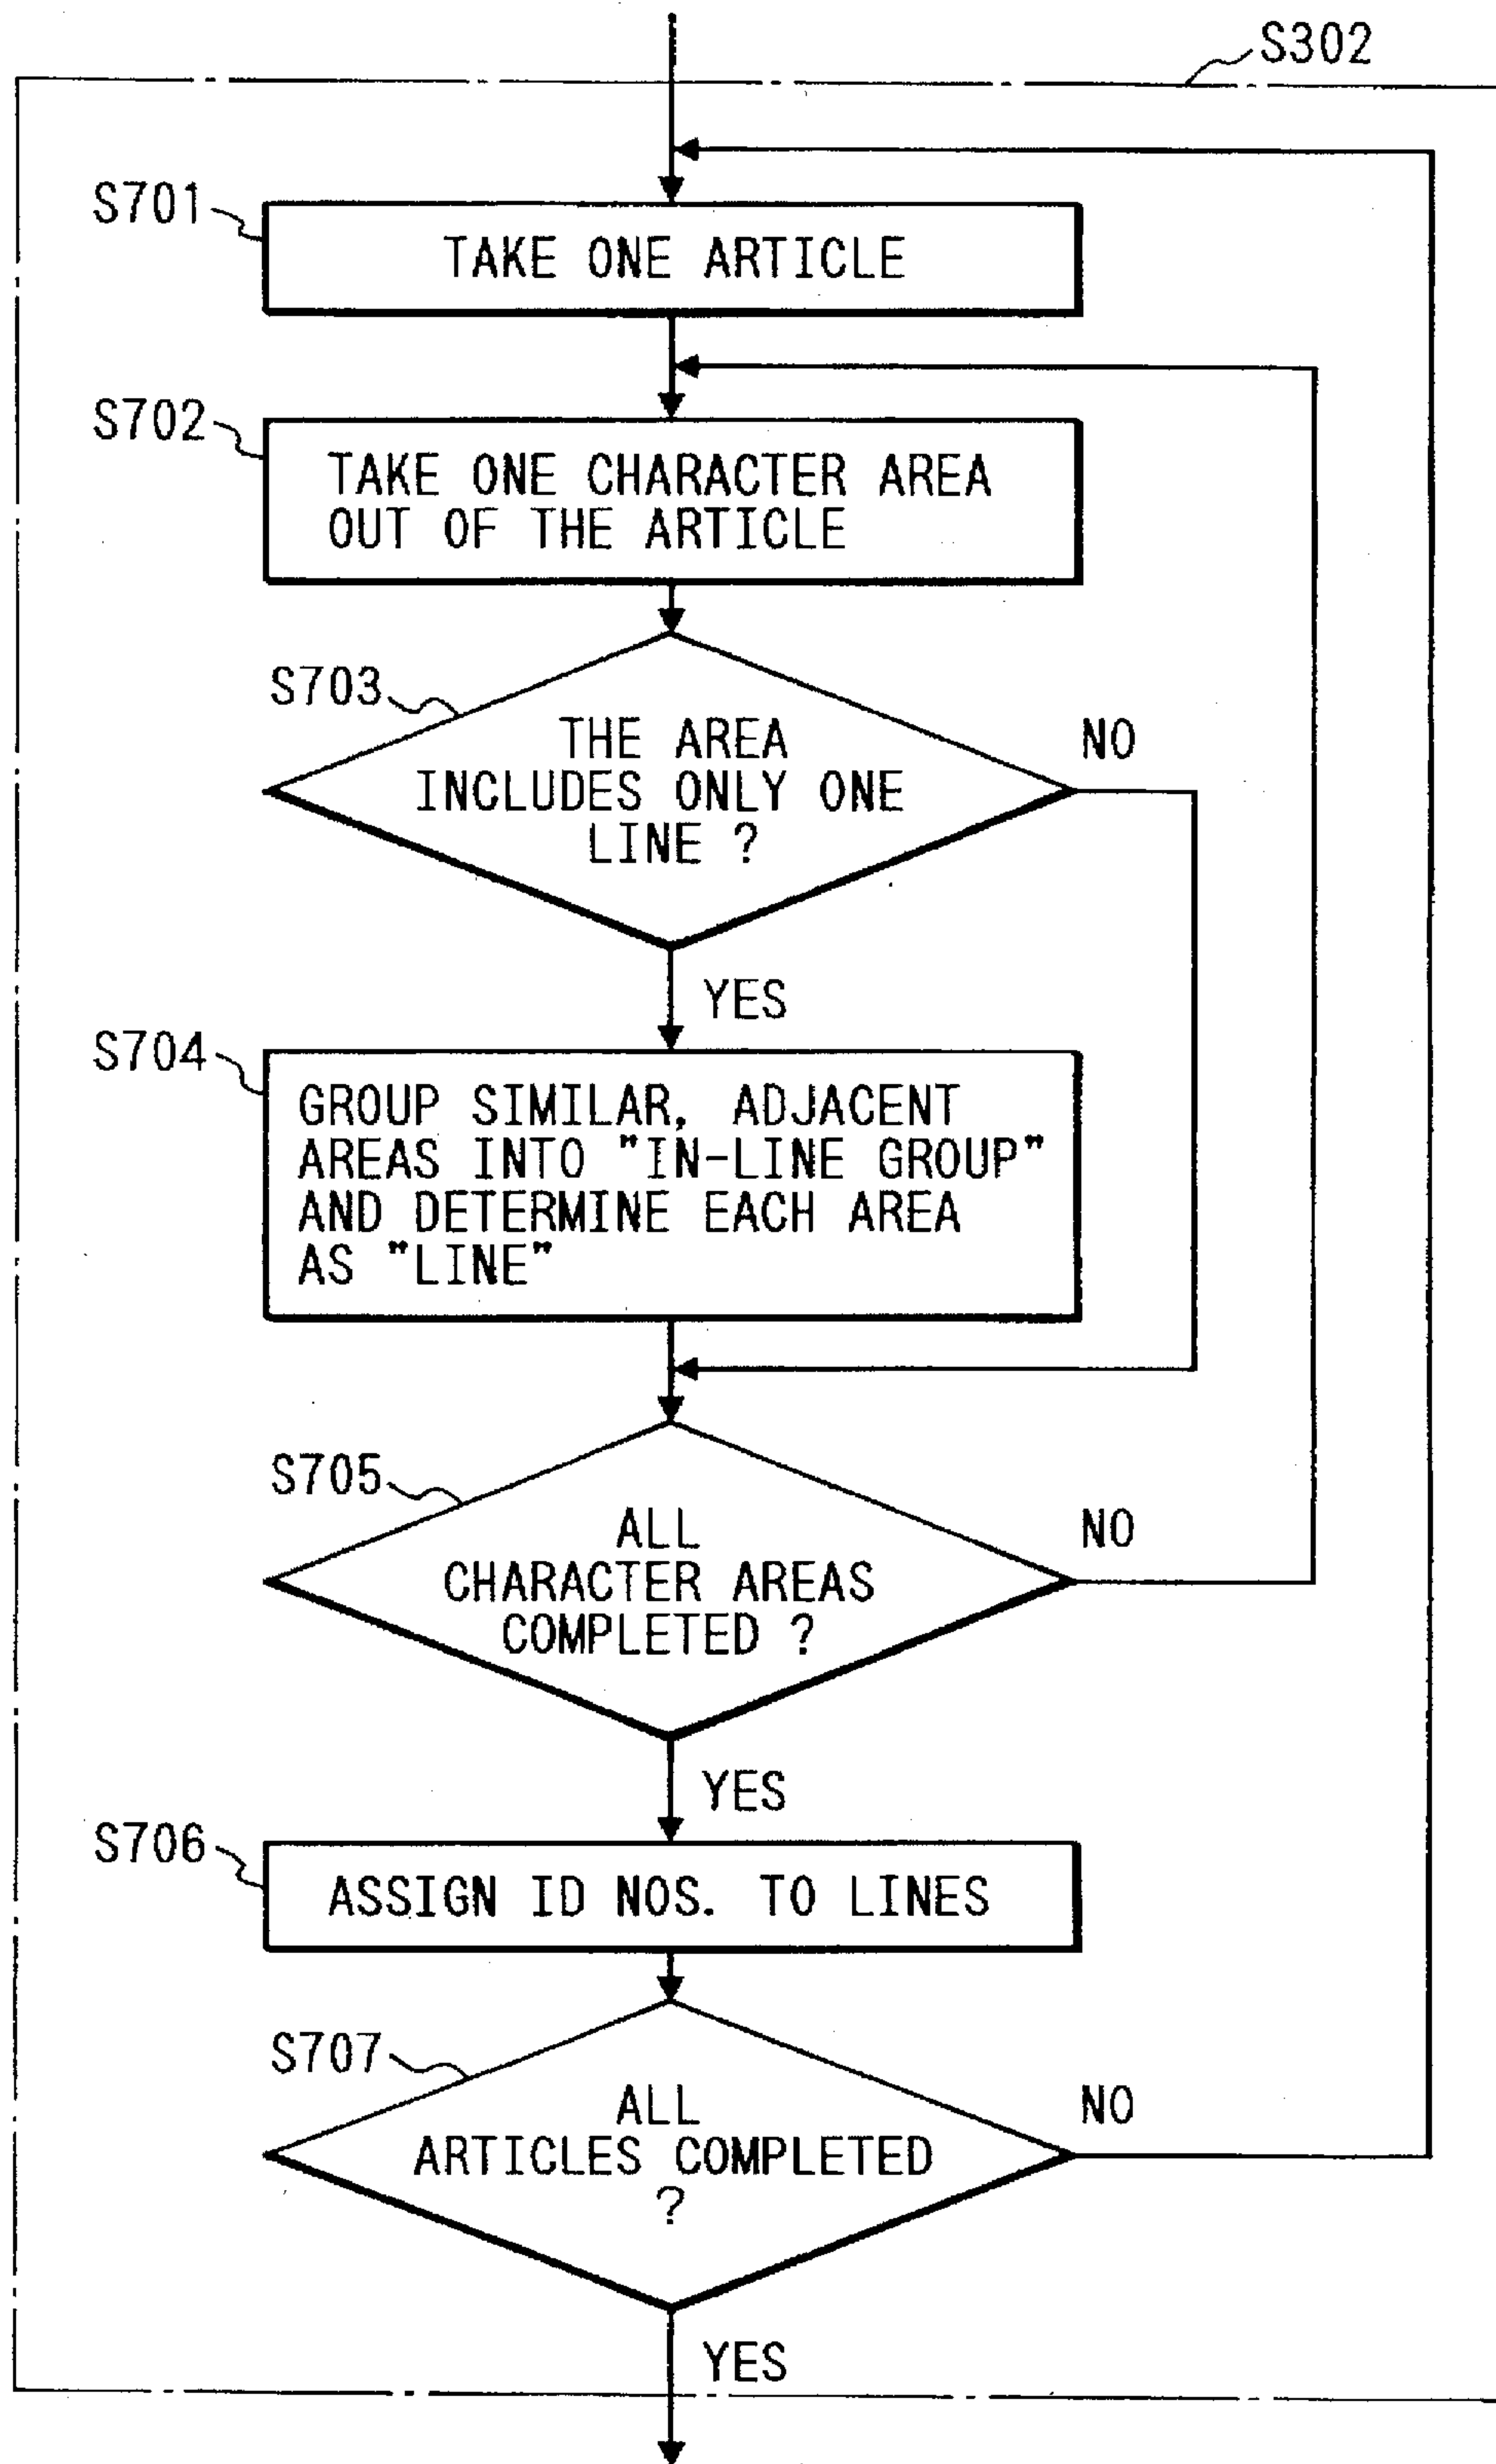 S302
S701
TAKE ONE ARTICLE
S702
TAKE ONE CHARACTER AREA
OUT OF THE ARTICLE
S703
THE AREA
INCLUDES ONLY ONE
LINE ?
NO
YES
S704
GROUP SIMILAR, ADJACENT
AREAS INTO "IN-LINE GROUP"
AND DETERMINE EACH AREA
AS "LINE"
S705
ALL
CHARACTER AREAS
COMPLETED ?
NO
YES
S706
ASSIGN ID NOS. TO LINES
S707
ALL
ARTICLES COMPLETED
?
NO
YES